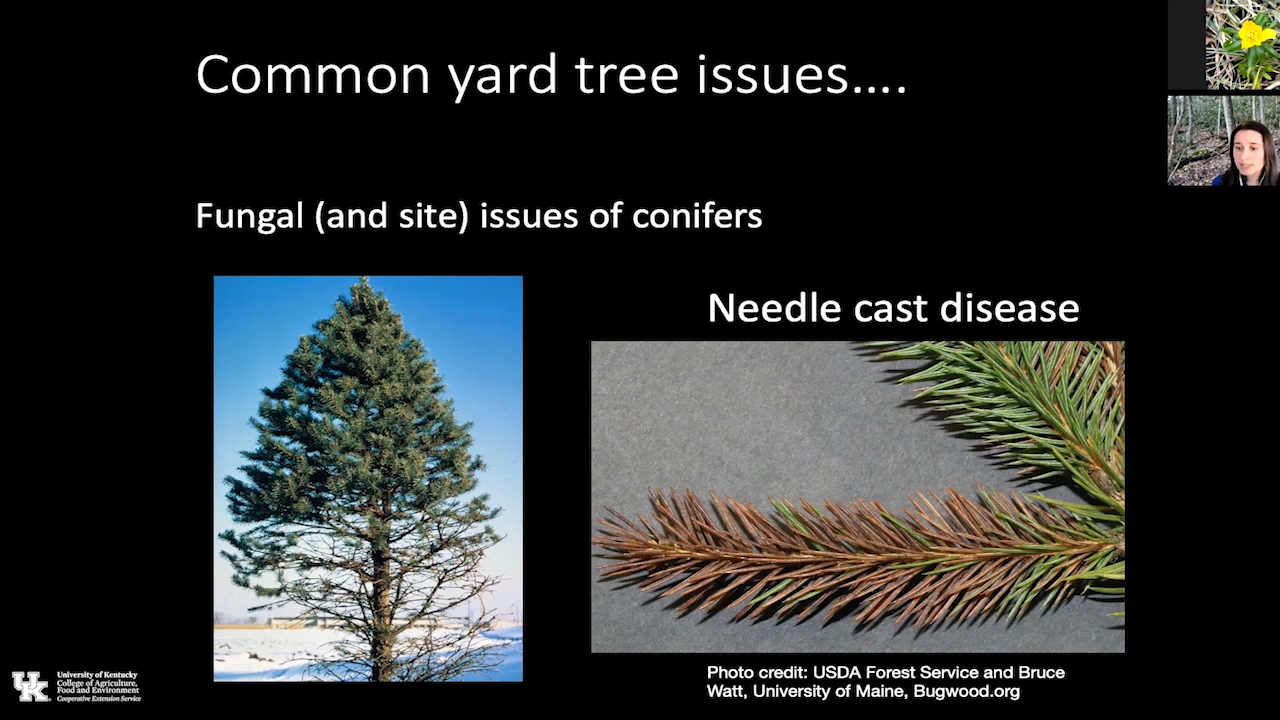 Common yard tree issues....
Fungal (and site) issues of conifers
Needle cast disease
Photo credit: USDA Forest Service and Bruce
Watt, University of Maine, Bugwood.org
UK
University of Kentucky
College of Agriculture,
Food and Environment
Cooperative Extension Service